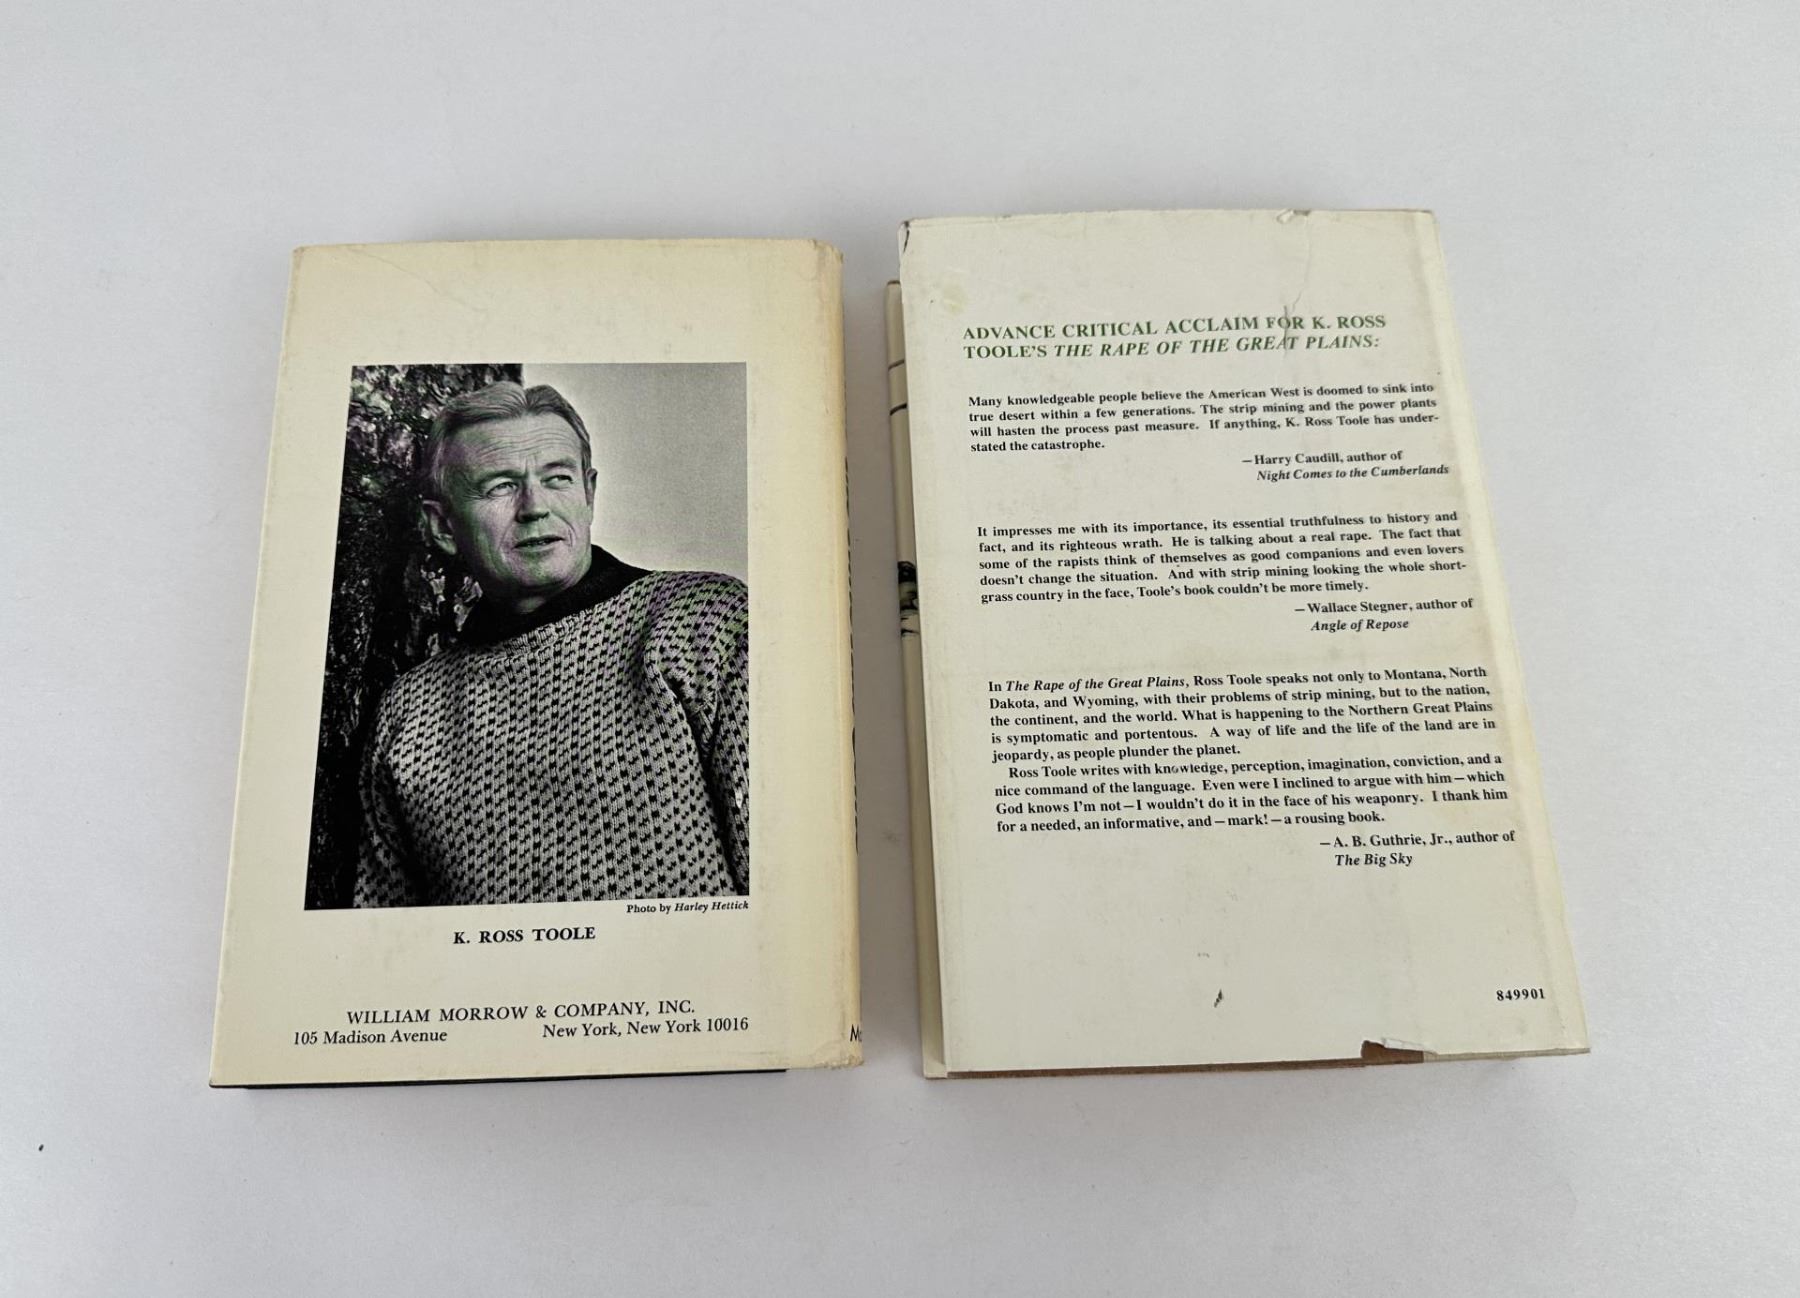 Photo by Harley Hettick
K. ROSS TOOLE
WILLIAM MORROW & COMPANY, INC.
105 Madison Avenue New York, New York 10016
ADVANCE CRITICAL ACCLAIM FOR K. ROSS
TOOLE'S THE RAPE OF THE GREAT PLAINS:
Many knowledgeable people believe the American West is doomed to sink into
true desert within a few generations. The strip mining and the power plants
will hasten the process past measure. If anything, K. Ross Toole has under-
stated the catastrophe.
—Harry Caudill, author of
Night Comes to the Cumberlands
It impresses me with its importance, its essential truthfulness to history and
fact, and its righteous wrath. He is talking about a real rape. The fact that
some of the rapists think of themselves as good companions and even lovers
doesn't change the situation. And with strip mining looking the whole short-
grass country in the face, Toole's book couldn't be more timely.
—Wallace Stegner, author of
Angle of Repose
In The Rape of the Great Plains, Ross Toole speaks not only to Montana, North
Dakota, and Wyoming, with their problems of strip mining, but to the nation,
the continent, and the world. What is happening to the Northern Great Plains
is symptomatic and portentous. A way of life and the life of the land are in
jeopardy, as people plunder the planet.
Ross Toole writes with knowledge, perception, imagination, conviction, and a
nice command of the language. Even were I inclined to argue with him—which
God knows I'm not—I wouldn't do it in the face of his weaponry. I thank him
for a needed, an informative, and—mark!—a rousing book.
—A. B. Guthrie, Jr., author of
The Big Sky
849901